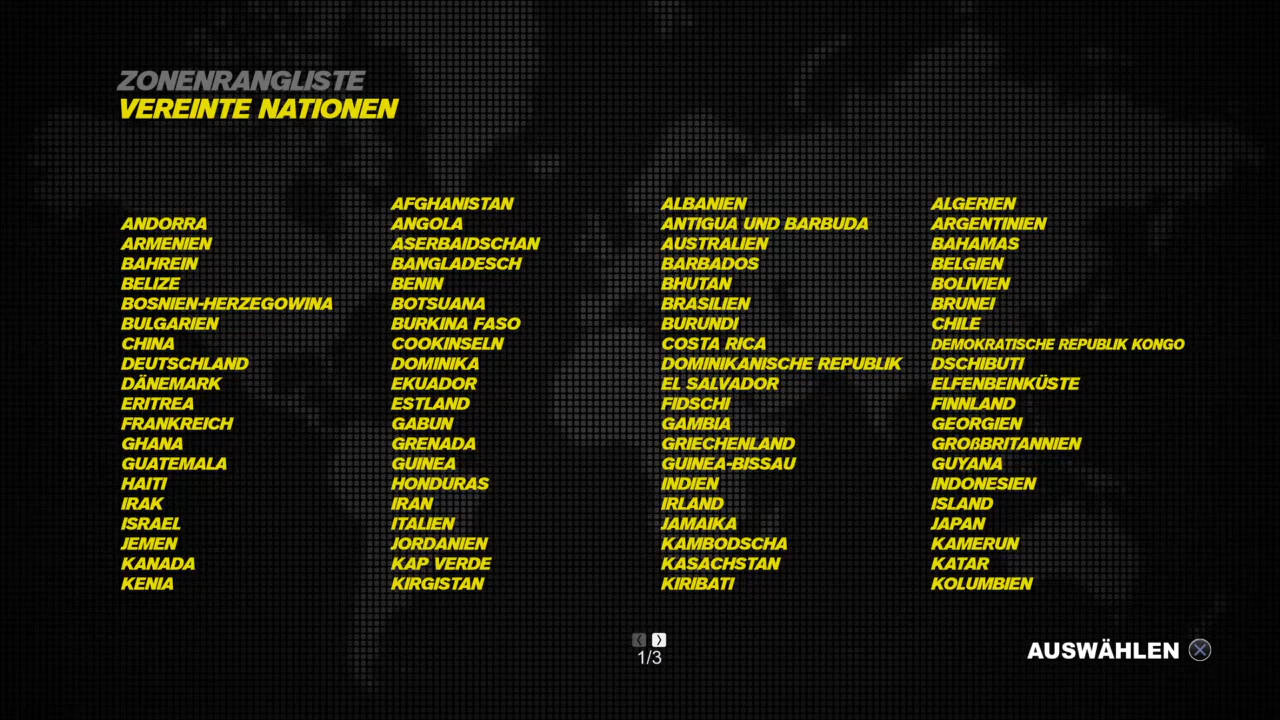 ZONENRANGLISTE
VEREINTE NATIONEN
AFGHANISTAN ALBANIEN ALGERIEN
ANDORRA ANGOLA ANTIGUA UND BARBUDA ARGENTINIEN
ARMENIEN ASERBAIDSCHAN AUSTRALIEN BAHAMAS
BAHREIN BANGLADESCH BARBADOS BELGIEN
BELIZE BENIN BHUTAN BOLIVIEN
BOSNIEN-HERZEGOWINA BOTSUANA BRASILIEN BRUNEI
BULGARIEN BURKINA FASO BURUNDI CHILE
CHINA COOKINSELN COSTA RICA DEMOKRATISCHE REPUBLIK KONGO
DEUTSCHLAND DOMINIKA DOMINIKANISCHE REPUBLIK DSCHIBUTI
DÄNEMARK EKUADOR EL SALVADOR ELFENBEINKÜSTE
ERITREA ESTLAND FIDSCHI FINNLAND
FRANKREICH GABUN GAMBIA GEORGIEN
GHANA GRENADA GRIECHENLAND GROßBRITANNIEN
GUATEMALA GUINEA GUINEA-BISSAU GUYANA
HAITI HONDURAS INDIEN INDONESIEN
IRAK IRAN IRLAND ISLAND
ISRAEL ITALIEN JAMAIKA JAPAN
JEMEN JORDANIEN KAMBODSCHA KAMERUN
KANADA KAP VERDE KASACHSTAN KATAR
KENIA KIRGISTAN KIRIBATI KOLUMBIEN
1/3
AUSWÄHLEN